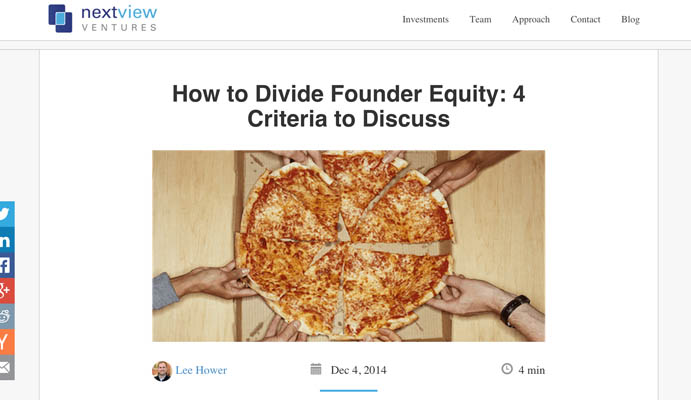 nextview
VENTURES
Investments Team Approach Contact Blog
How to Divide Founder Equity: 4
Criteria to Discuss
Lee Hower Dec 4, 2014 4 min